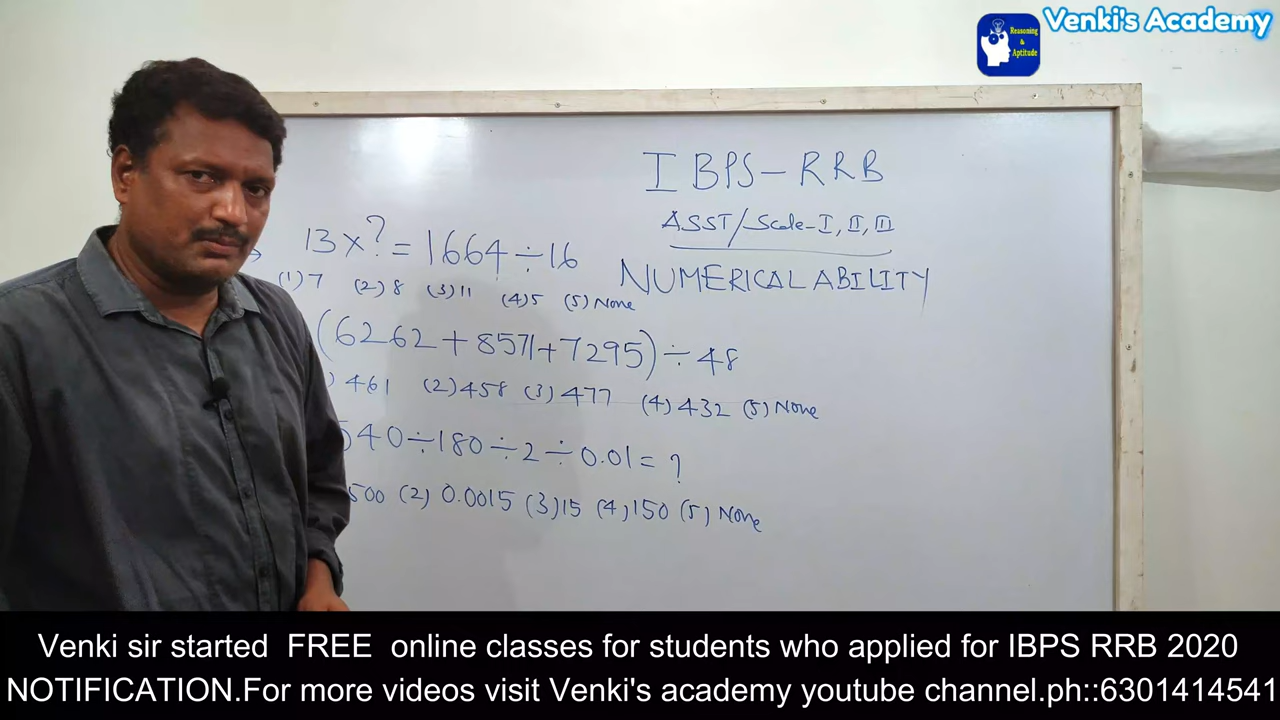 Venki's Academy
Reasoning
&
Aptitude
IBPS-RRB
ASST/Scale-I, II, III
NUMERICAL ABILITY
13 x ? = 1664 ÷ 16
(1) 7 (2) 8 (3) 11 (4) 5 (5) None
(6262 + 8571 + 7295) ÷ 48
) 461 (2) 458 (3) 477 (4) 432 (5) None
540 ÷ 180 ÷ 2 ÷ 0.01 = ?
500 (2) 0.0015 (3) 15 (4) 150 (5) None
Venki sir started FREE online classes for students who applied for IBPS RRB 2020
NOTIFICATION.For more videos visit Venki's academy youtube channel.ph::6301414541